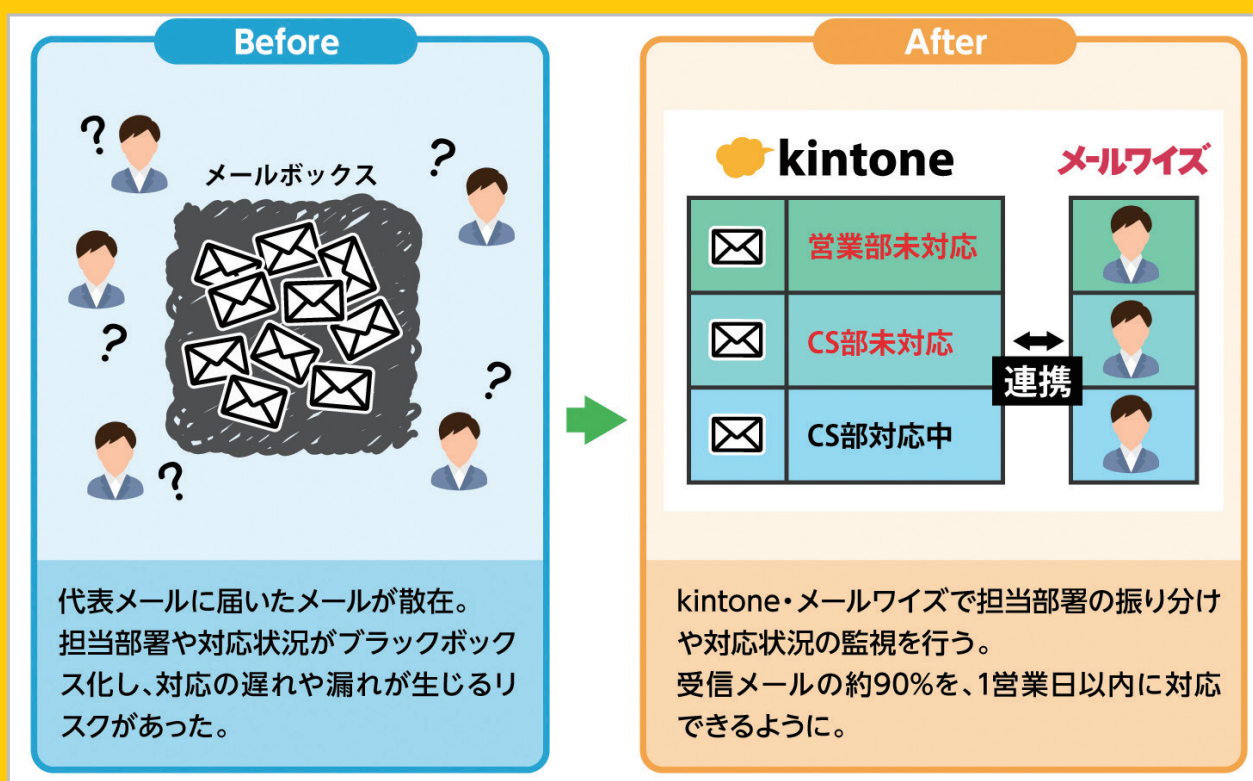 Before
?
?
メールボックス
?
?
?
代表メールに届いたメールが散在。
担当部署や対応状況がブラックボック
ス化し、対応の遅れや漏れが生じるリ
スクがあった。
After
kintone
メールワイズ
営業部未対応
CS部未対応
連携
CS部対応中
kintone・メールワイズで担当部署の振り分け
や対応状況の監視を行う。
受信メールの約90%を、1営業日以内に対応
できるように。